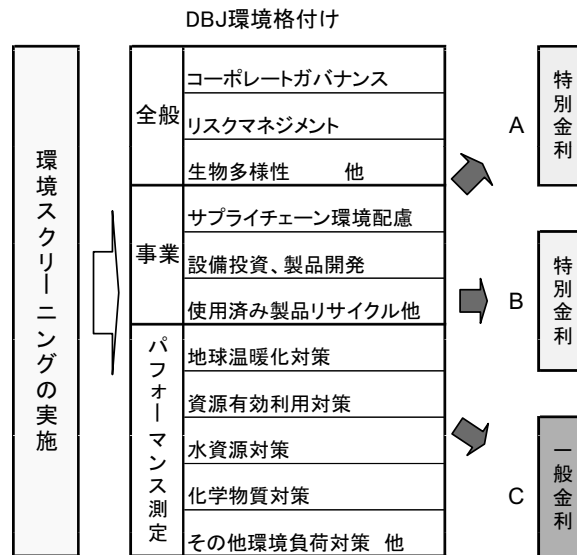 DBJ環境格付け
環境スクリーニングの実施
全般
コーポレートガバナンス
リスクマネジメント
生物多様性 他
事業
サプライチェーン環境配慮
設備投資、製品開発
使用済み製品リサイクル他
パフォーマンス測定
地球温暖化対策
資源有効利用対策
水資源対策
化学物質対策
その他環境負荷対策 他
A
特別金利
B
特別金利
C
一般金利